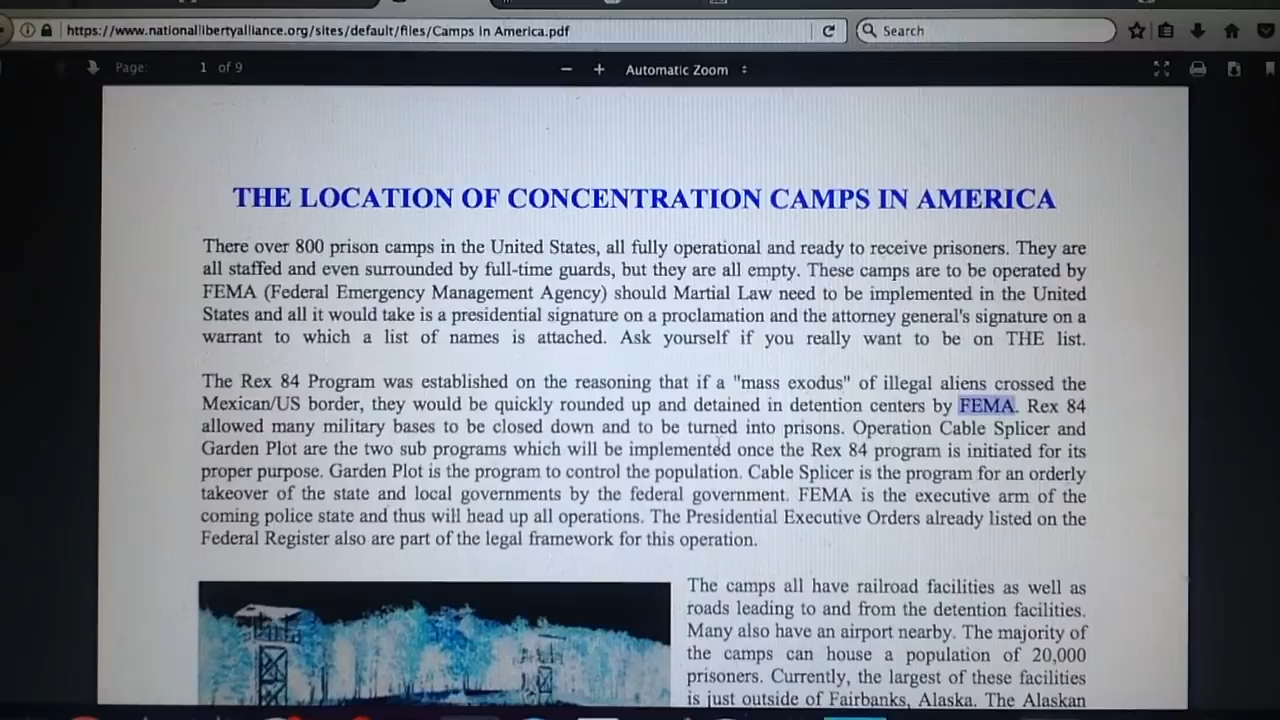 https://www.nationallibertyalliance.org/sites/default/files/Camps in America.pdf
Search
Page: 1 of 9
Automatic Zoom
THE LOCATION OF CONCENTRATION CAMPS IN AMERICA
There over 800 prison camps in the United States, all fully operational and ready to receive prisoners. They are
all staffed and even surrounded by full-time guards, but they are all empty. These camps are to be operated by
FEMA (Federal Emergency Management Agency) should Martial Law need to be implemented in the United
States and all it would take is a presidential signature on a proclamation and the attorney general's signature on a
warrant to which a list of names is attached. Ask yourself if you really want to be on THE list.
The Rex 84 Program was established on the reasoning that if a "mass exodus" of illegal aliens crossed the
Mexican/US border, they would be quickly rounded up and detained in detention centers by FEMA. Rex 84
allowed many military bases to be closed down and to be turned into prisons. Operation Cable Splicer and
Garden Plot are the two sub programs which will be implemented once the Rex 84 program is initiated for its
proper purpose. Garden Plot is the program to control the population. Cable Splicer is the program for an orderly
takeover of the state and local governments by the federal government. FEMA is the executive arm of the
coming police state and thus will head up all operations. The Presidential Executive Orders already listed on the
Federal Register also are part of the legal framework for this operation.
The camps all have railroad facilities as well as
roads leading to and from the detention facilities.
Many also have an airport nearby. The majority of
the camps can house a population of 20,000
prisoners. Currently, the largest of these facilities
is just outside of Fairbanks, Alaska. The Alaskan